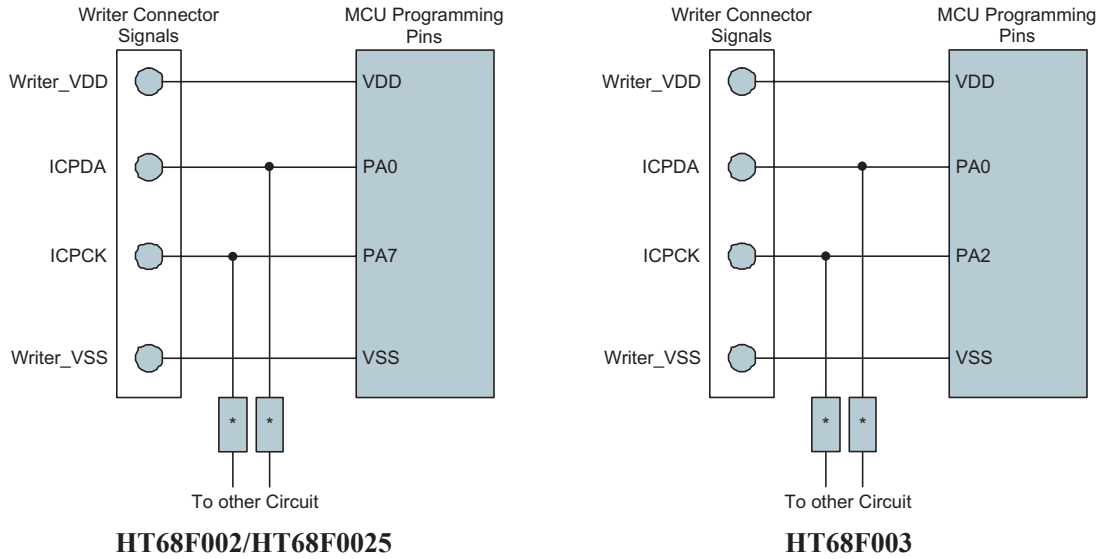 Writer Connector
Signals
MCU Programming
Pins
Writer_VDD
VDD
ICPDA
PA0
ICPCK
PA7
Writer_VSS
VSS
*
*
To other Circuit
HT68F002/HT68F0025
Writer Connector
Signals
MCU Programming
Pins
Writer_VDD
VDD
ICPDA
PA0
ICPCK
PA2
Writer_VSS
VSS
*
*
To other Circuit
HT68F003